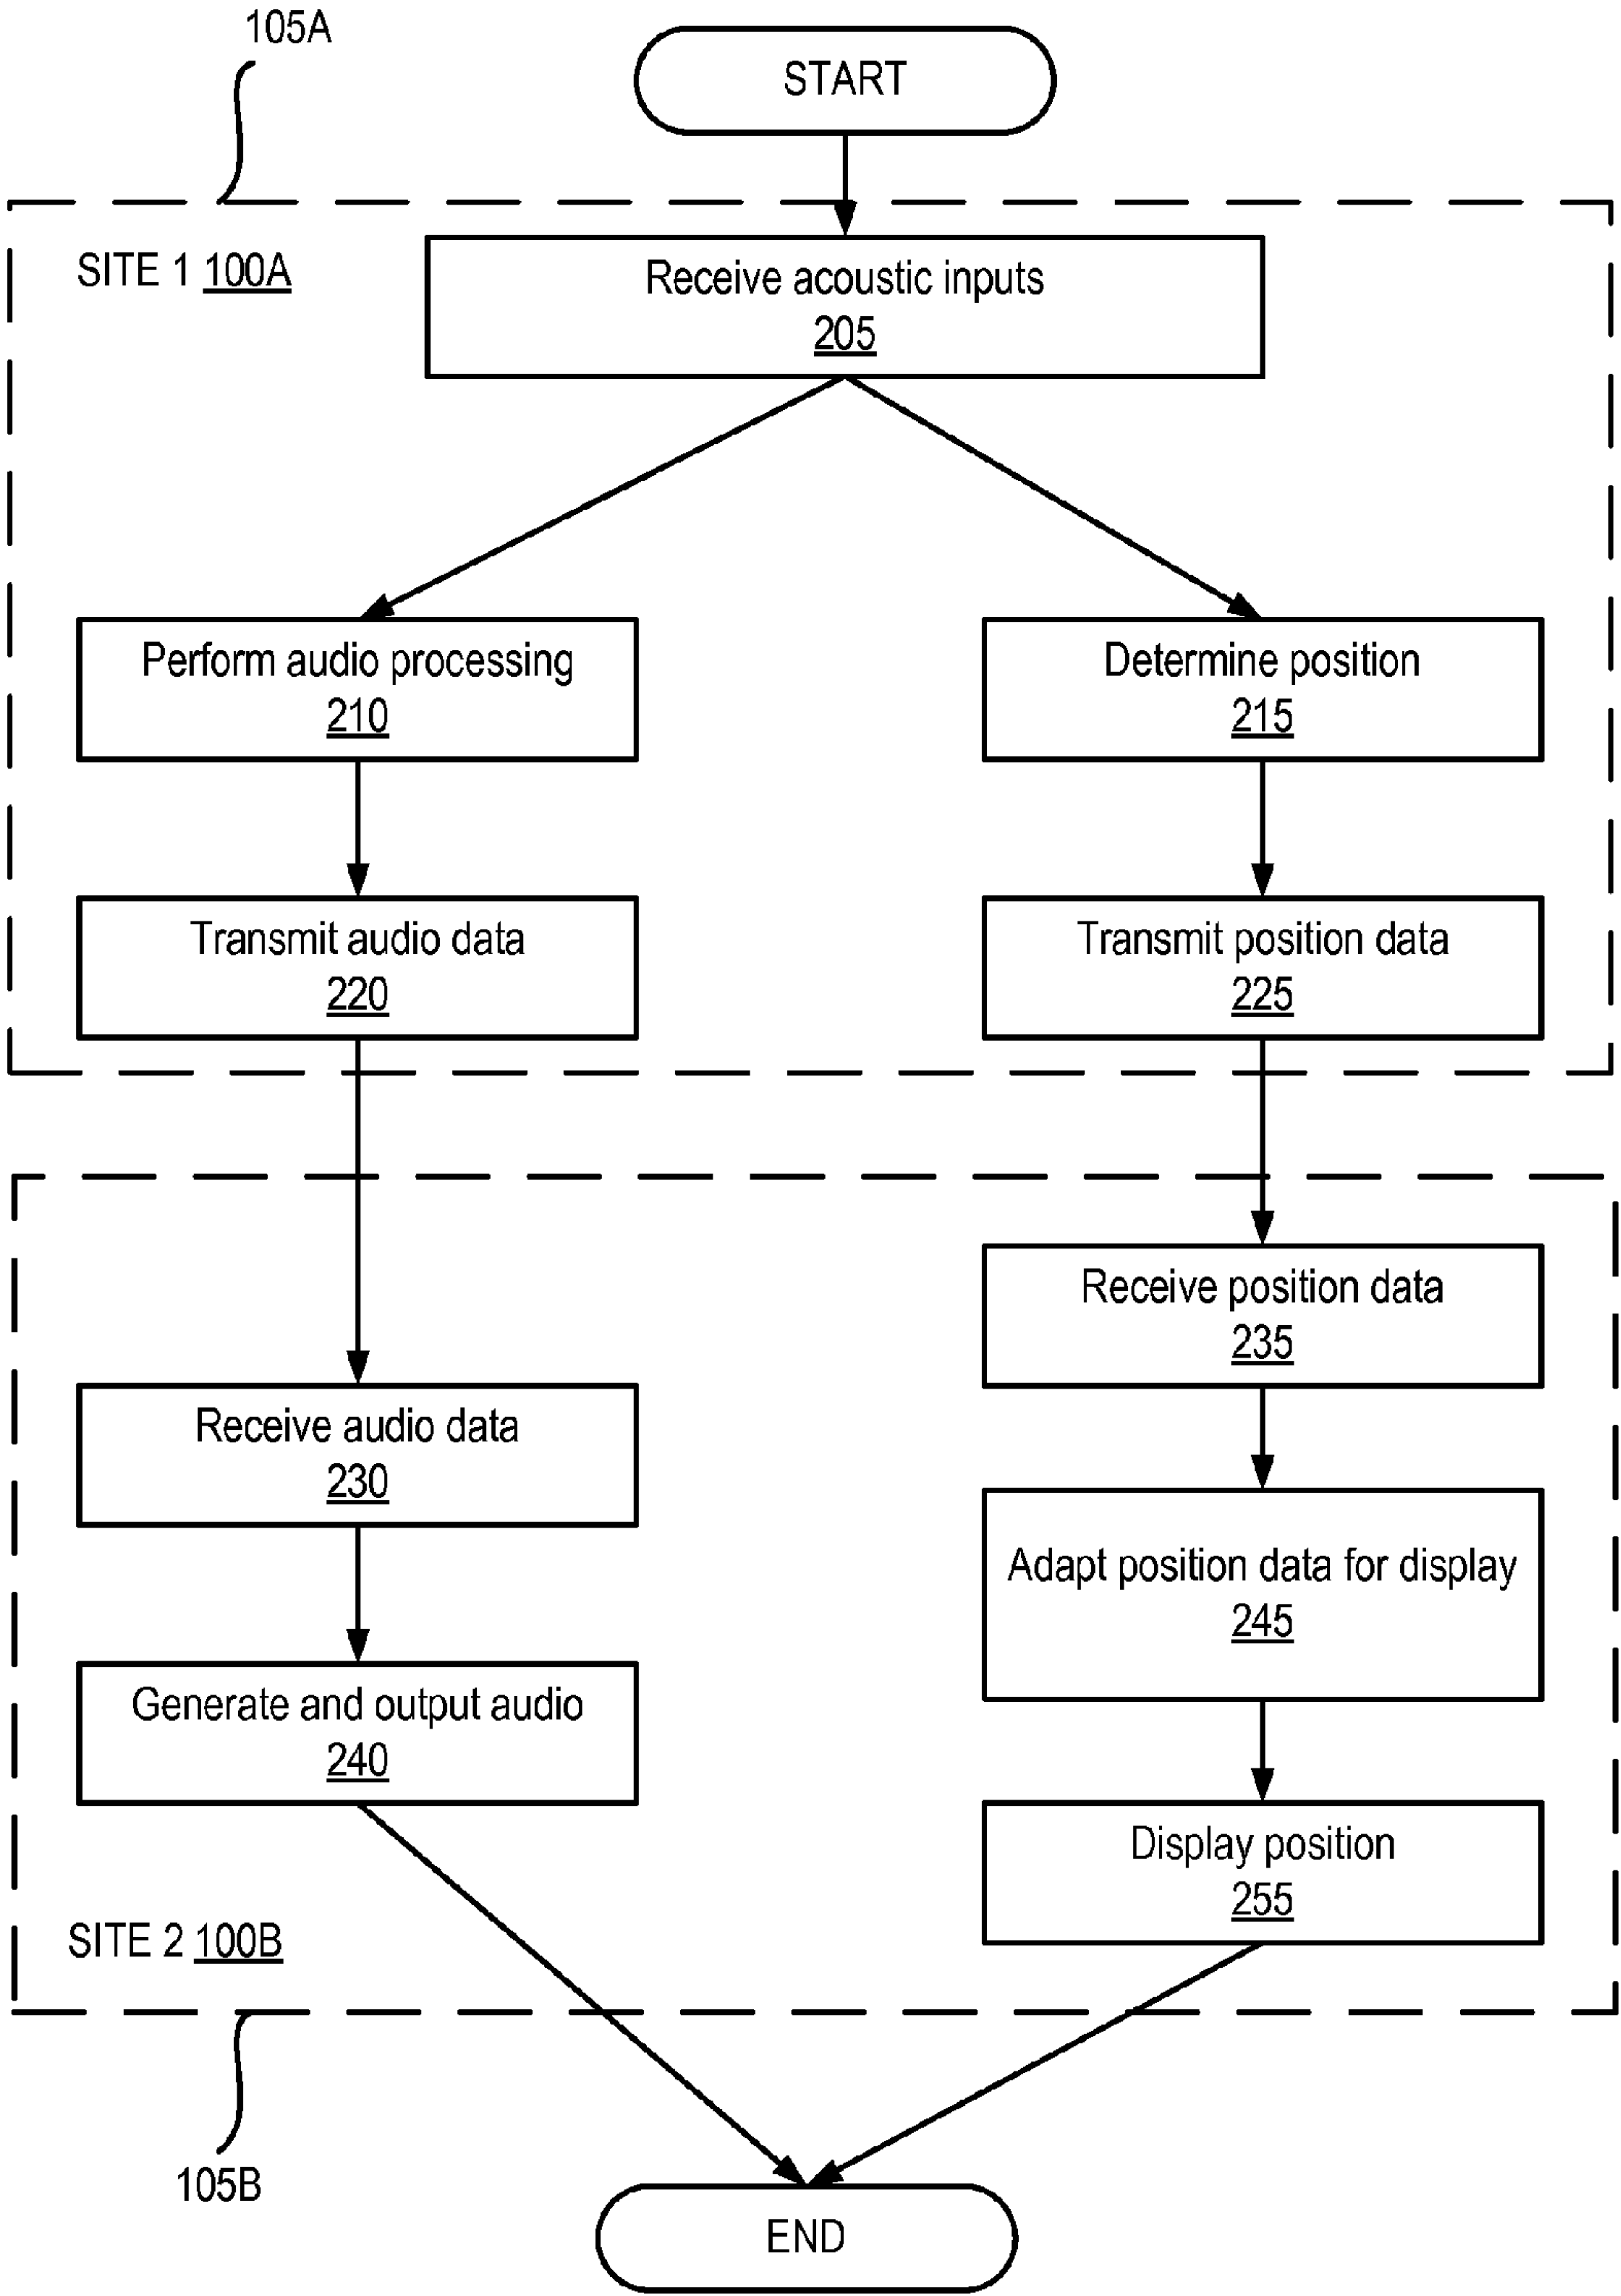 105A
START
SITE 1 100A
Receive acoustic inputs
205
Perform audio processing
210
Determine position
215
Transmit audio data
220
Transmit position data
225
Receive position data
235
Receive audio data
230
Adapt position data for display
245
Generate and output audio
240
Display position
255
SITE 2 100B
105B
END